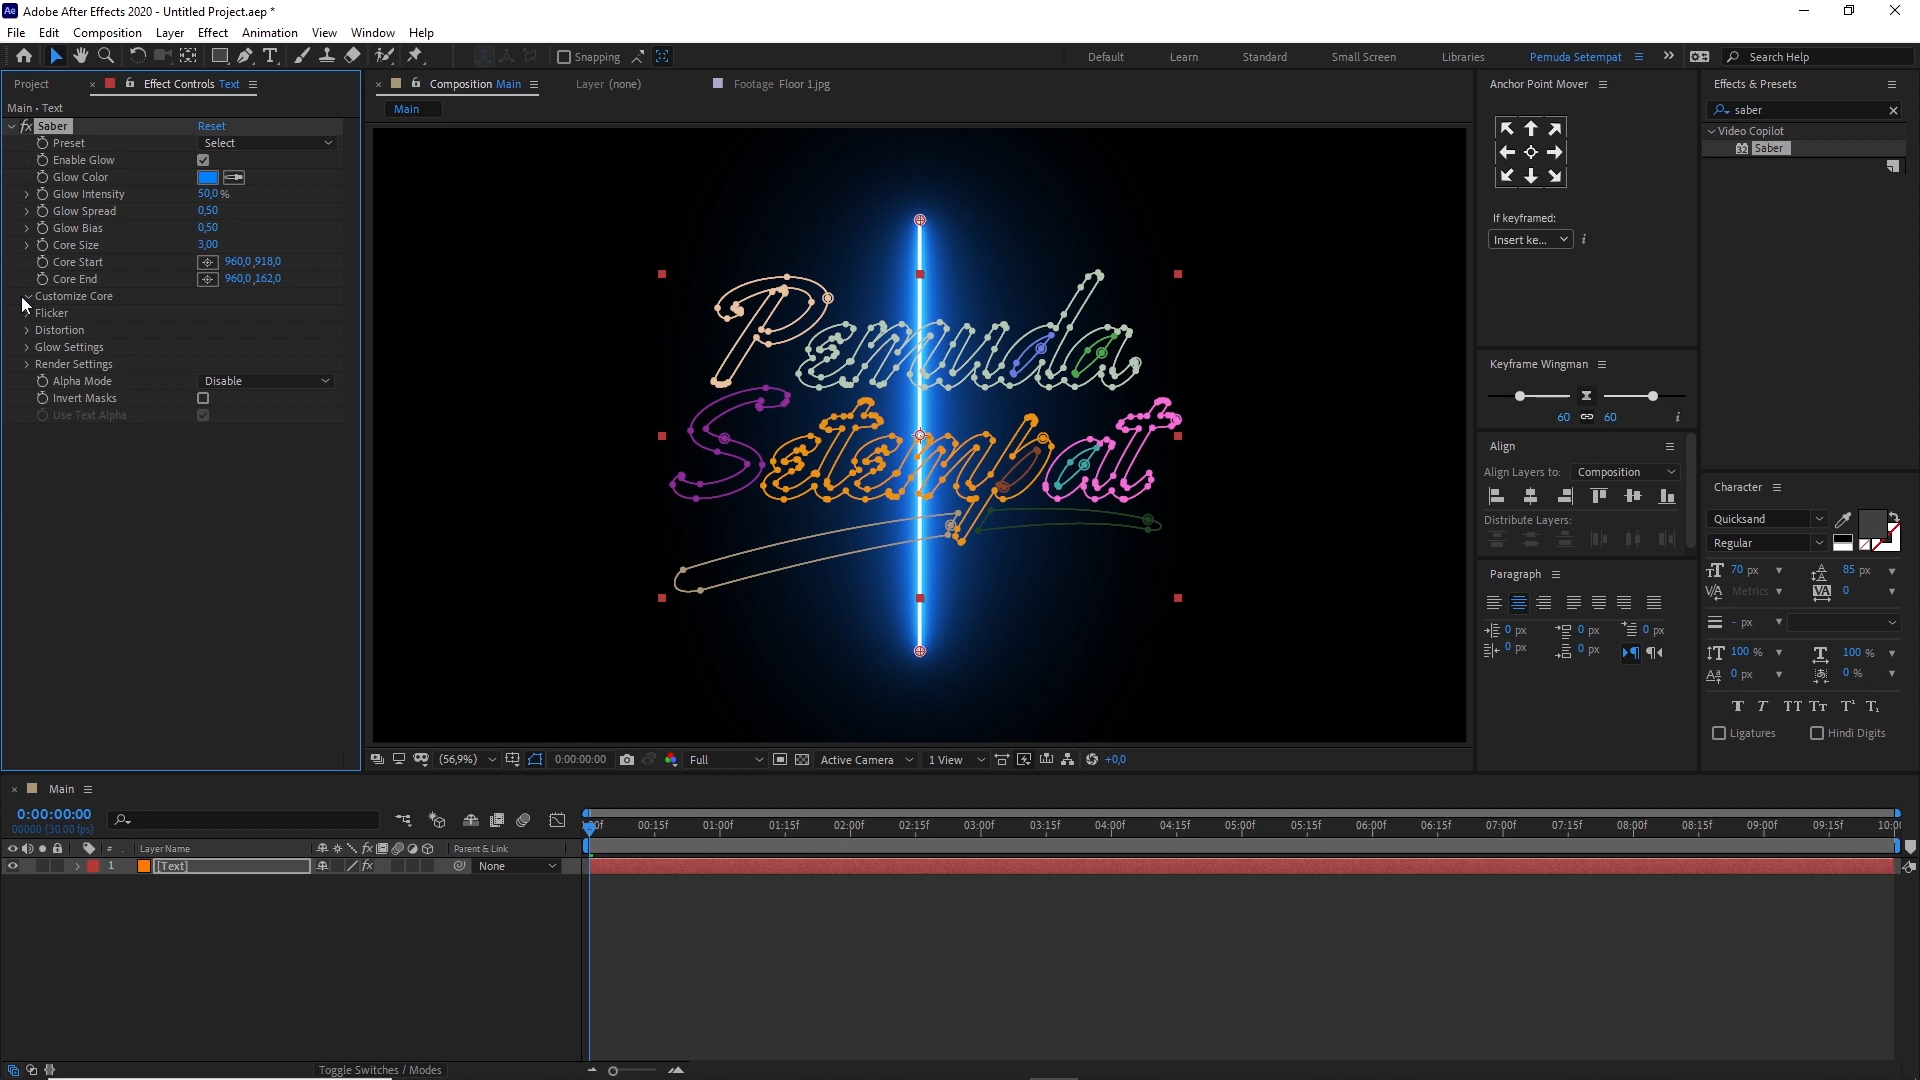 Ae Adobe After Effects 2020 - Untitled Project.aep *
File Edit Composition Layer Effect Animation View Window Help
Snapping Default Learn Standard Small Screen Libraries Pemuda Setempat Search Help
Project Effect Controls Text
Main • Text
fx Saber Reset
Preset Select
Enable Glow
Glow Color
Glow Intensity 50,0 %
Glow Spread 0,50
Glow Bias 0,50
Core Size 3,00
Core Start 960,0 ,918,0
Core End 960,0 ,162,0
Customize Core
Flicker
Distortion
Glow Settings
Render Settings
Alpha Mode Disable
Invert Masks
Use Text Alpha
Composition Main Layer (none) Footage Floor 1.jpg
Main
Pemuda
Setempat
(56,9%) 0:00:00:00 Full Active Camera 1 View +0,0
Anchor Point Mover
If keyframed:
Insert ke... i
Keyframe Wingman
60 60 i
Align
Align Layers to: Composition
Distribute Layers:
Paragraph
0 px 0 px 0 px
0 px 0 px
Effects & Presets
saber
Video Copilot
32 Saber
Character
Quicksand
Regular
70 px 85 px
Metrics 0
- px
100 % 100 %
0 px 0 %
T T TT Tt T¹ T₁
Ligatures Hindi Digits
Main
0:00:00:00
00000 (30.00 fps)
:00f 00:15f 01:00f 01:15f 02:00f 02:15f 03:00f 03:15f 04:00f 04:15f 05:00f 05:15f 06:00f 06:15f 07:00f 07:15f 08:00f 08:15f 09:00f 09:15f 10:0
# Layer Name fx Parent & Link
1 [Text] fx None
Toggle Switches / Modes